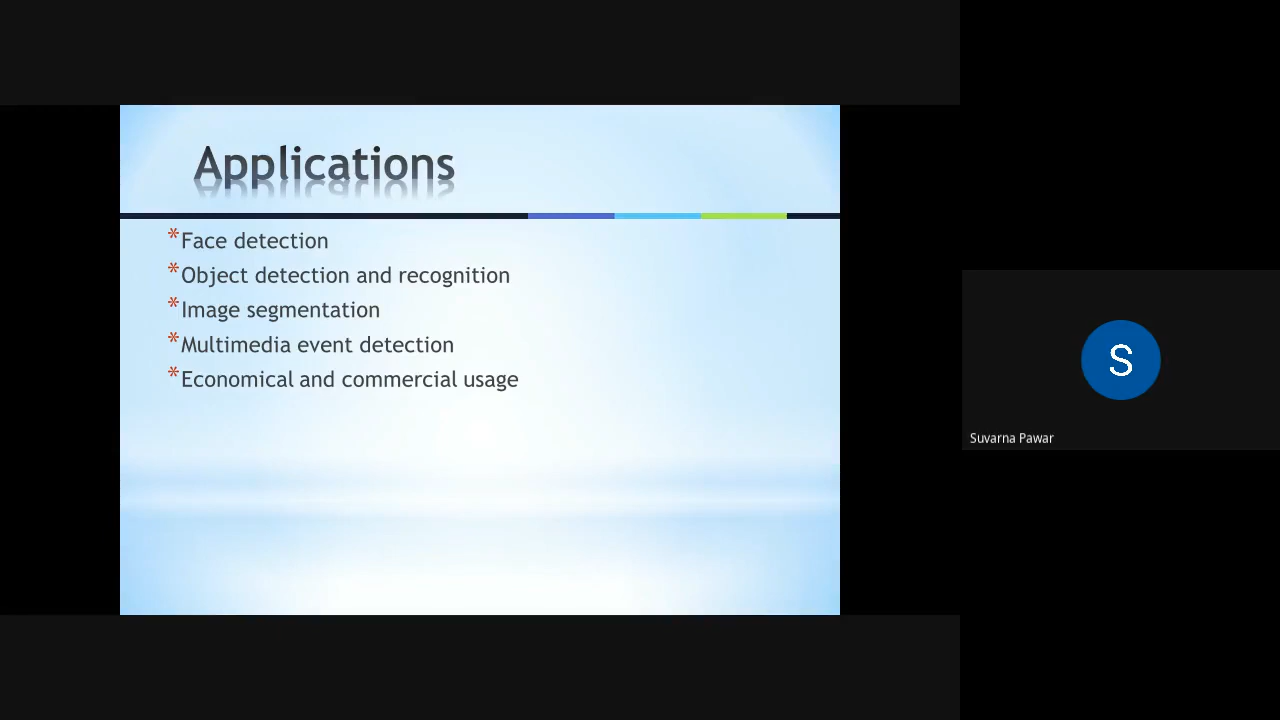 Applications
* Face detection
* Object detection and recognition
* Image segmentation
* Multimedia event detection
* Economical and commercial usage
S
Suvarna Pawar